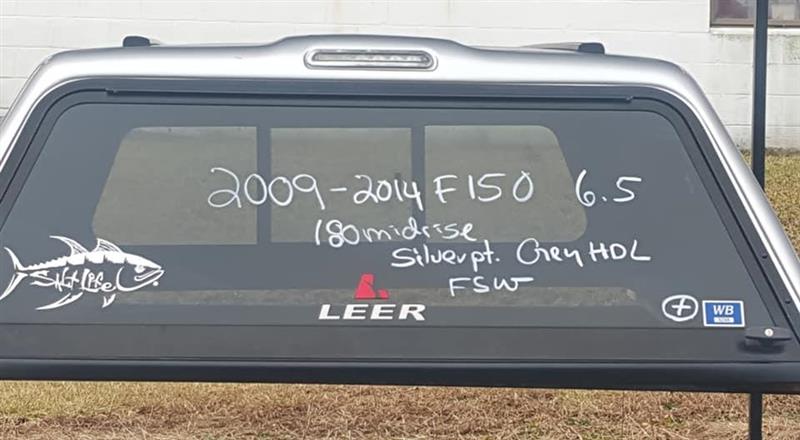 2009-2014 F150 6.5
180 midrise
Silver pt. Grey HDL
FSW
Salt Life
LEER
WB